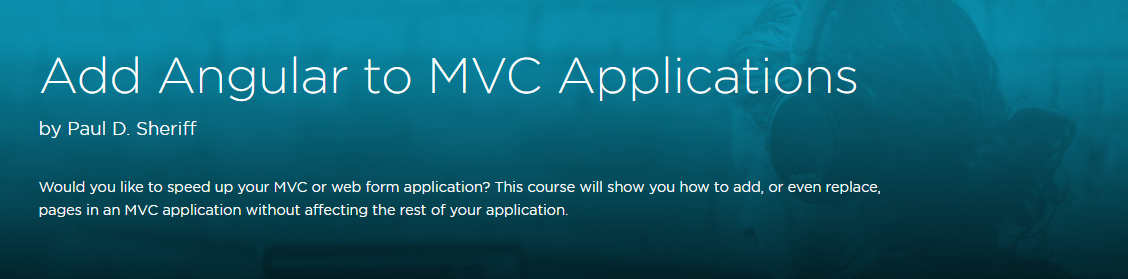 Add Angular to MVC Applications
by Paul D. Sheriff
Would you like to speed up your MVC or web form application? This course will show you how to add, or even replace,
pages in an MVC application without affecting the rest of your application.